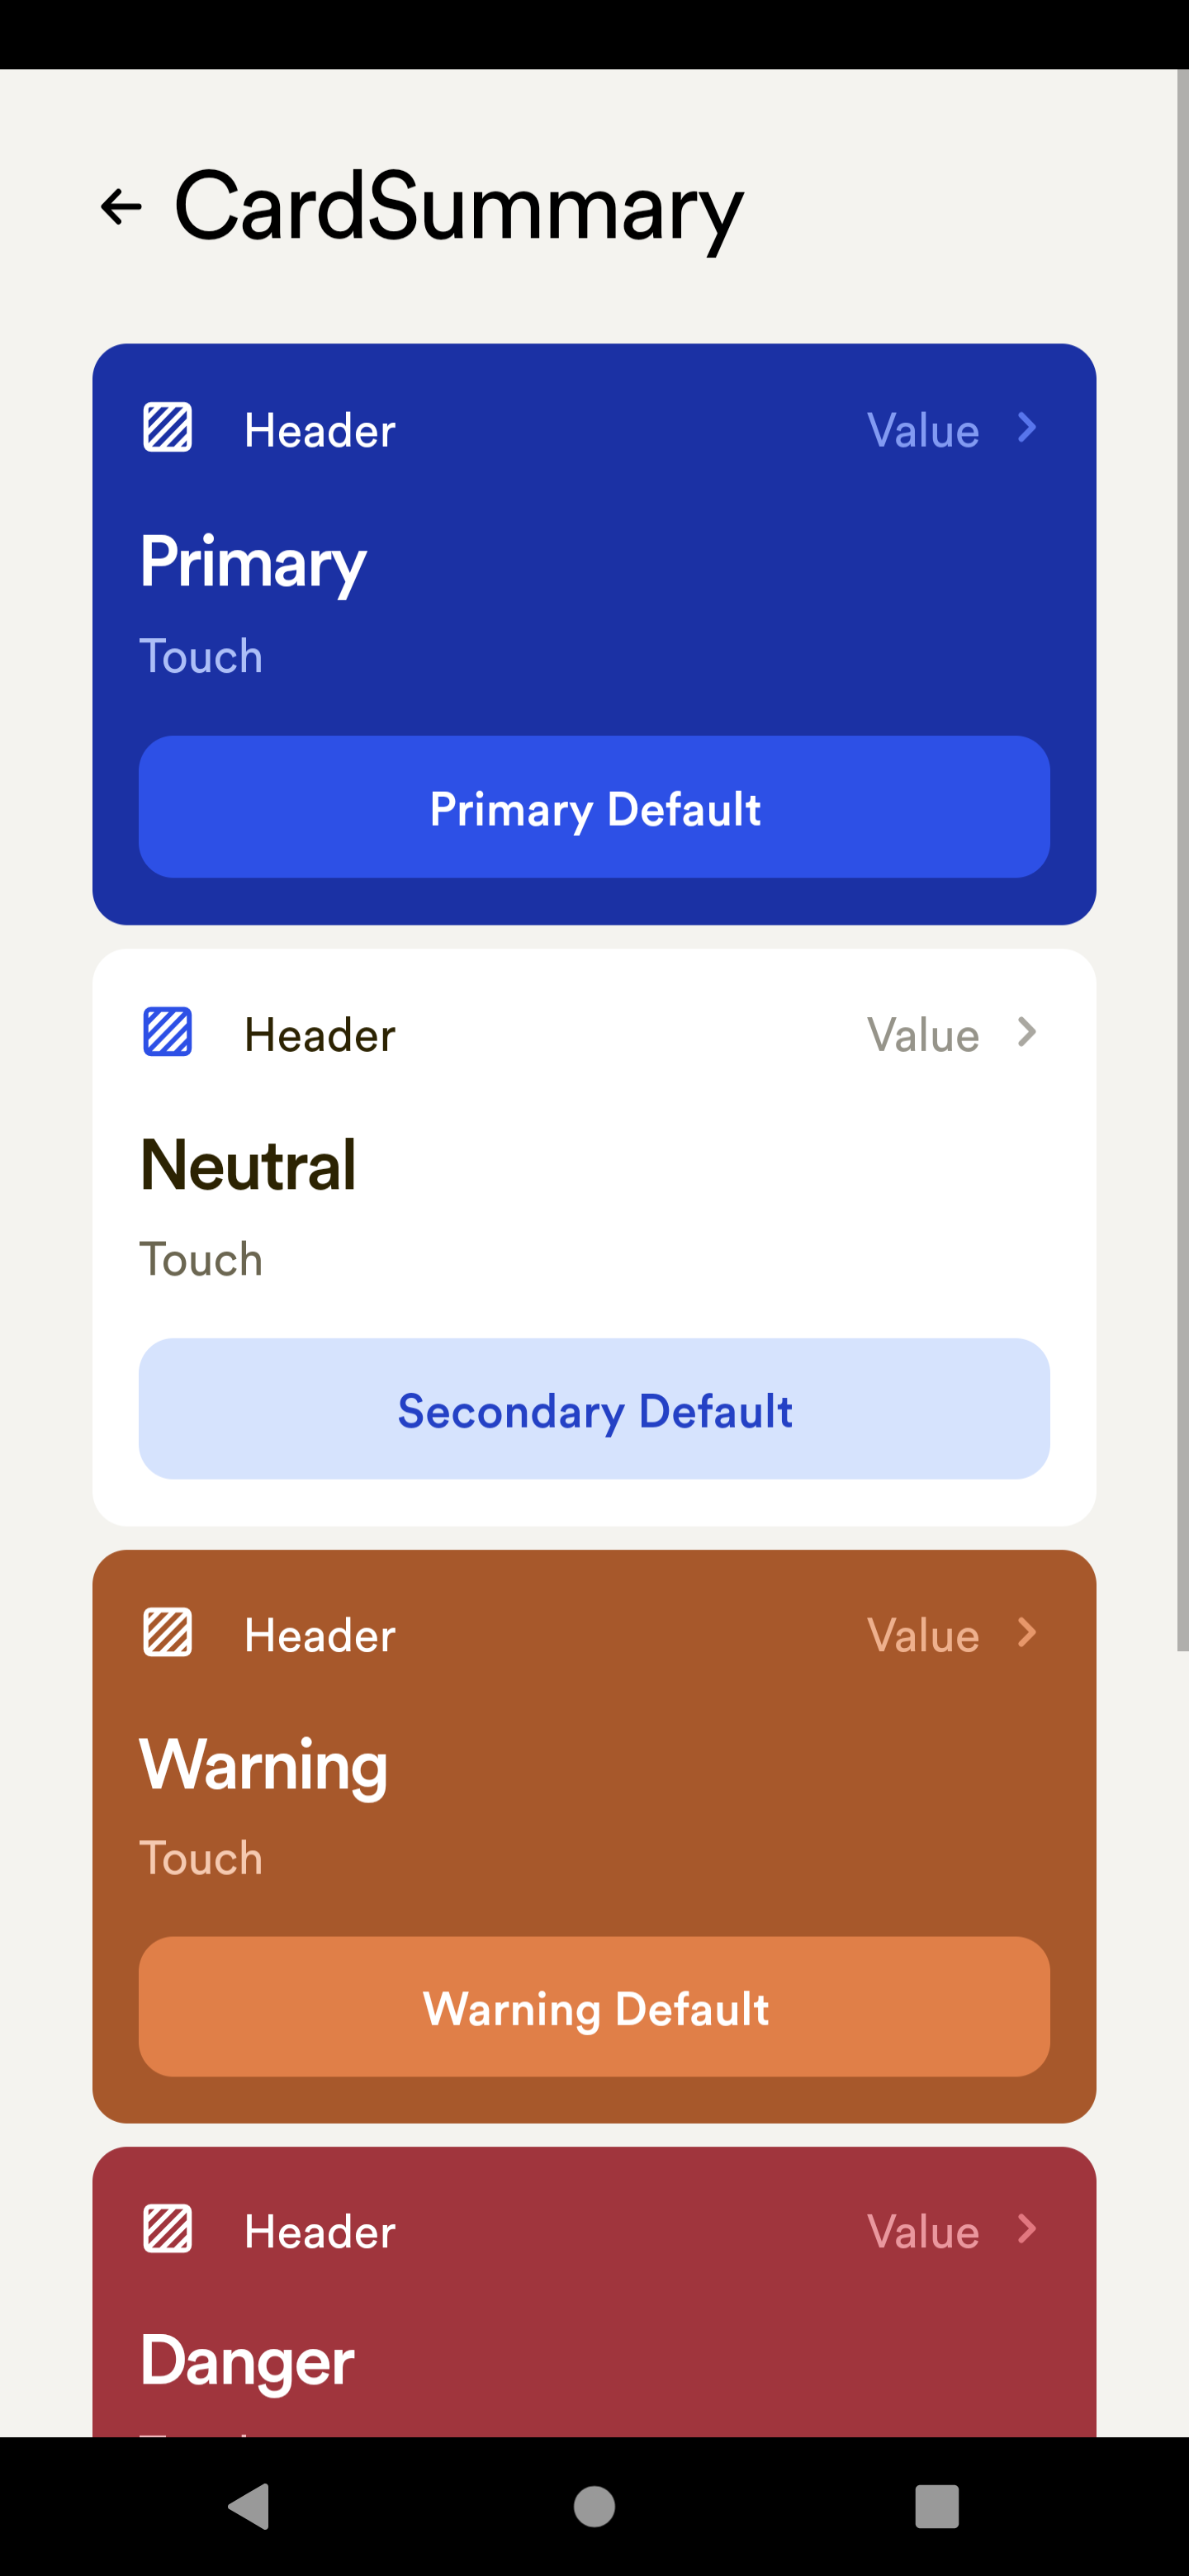 CardSummary
Header Value
Primary
Touch
Primary Default
Header Value
Neutral
Touch
Secondary Default
Header Value
Warning
Touch
Warning Default
Header Value
Danger